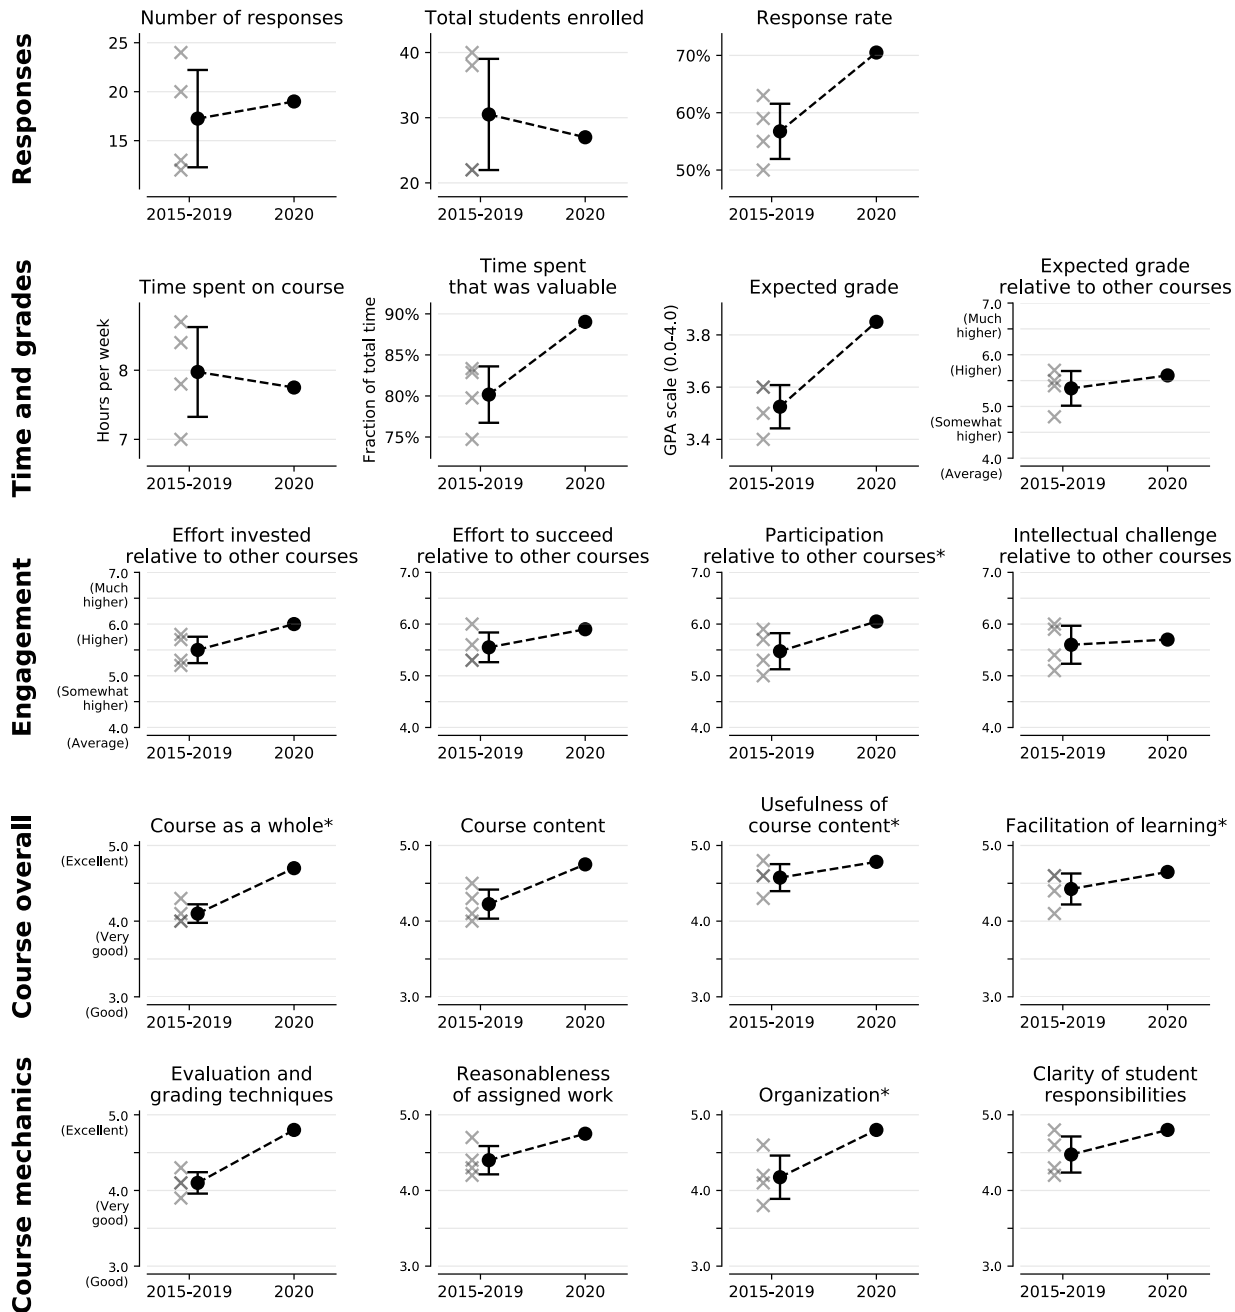 Responses
Number of responses
25
20
15
2015-2019
2020
Total students enrolled
40
30
20
2015-2019
2020
Response rate
70%
60%
50%
2015-2019
2020
Time and grades
Time spent on course
Hours per week
8
7
2015-2019
2020
Time spent
that was valuable
Fraction of total time
90%
85%
80%
75%
2015-2019
2020
Expected grade
GPA scale (0.0-4.0)
3.8
3.6
3.4
2015-2019
2020
Expected grade
relative to other courses
7.0
(Much
higher)
6.0
(Higher)
5.0
(Somewhat
higher)
4.0
(Average)
2015-2019
2020
Engagement
Effort invested
relative to other courses
7.0
(Much
higher)
6.0
(Higher)
5.0
(Somewhat
higher)
4.0
(Average)
2015-2019
2020
Effort to succeed
relative to other courses
7.0
6.0
5.0
4.0
2015-2019
2020
Participation
relative to other courses*
7.0
6.0
5.0
4.0
2015-2019
2020
Intellectual challenge
relative to other courses
7.0
6.0
5.0
4.0
2015-2019
2020
Course overall
Course as a whole*
5.0
(Excellent)
4.0
(Very
good)
3.0
(Good)
2015-2019
2020
Course content
5.0
4.0
3.0
2015-2019
2020
Usefulness of
course content*
5.0
4.0
3.0
2015-2019
2020
Facilitation of learning*
5.0
4.0
3.0
2015-2019
2020
Course mechanics
Evaluation and
grading techniques
5.0
(Excellent)
4.0
(Very
good)
3.0
(Good)
2015-2019
2020
Reasonableness
of assigned work
5.0
4.0
3.0
2015-2019
2020
Organization*
5.0
4.0
3.0
2015-2019
2020
Clarity of student
responsibilities
5.0
4.0
3.0
2015-2019
2020